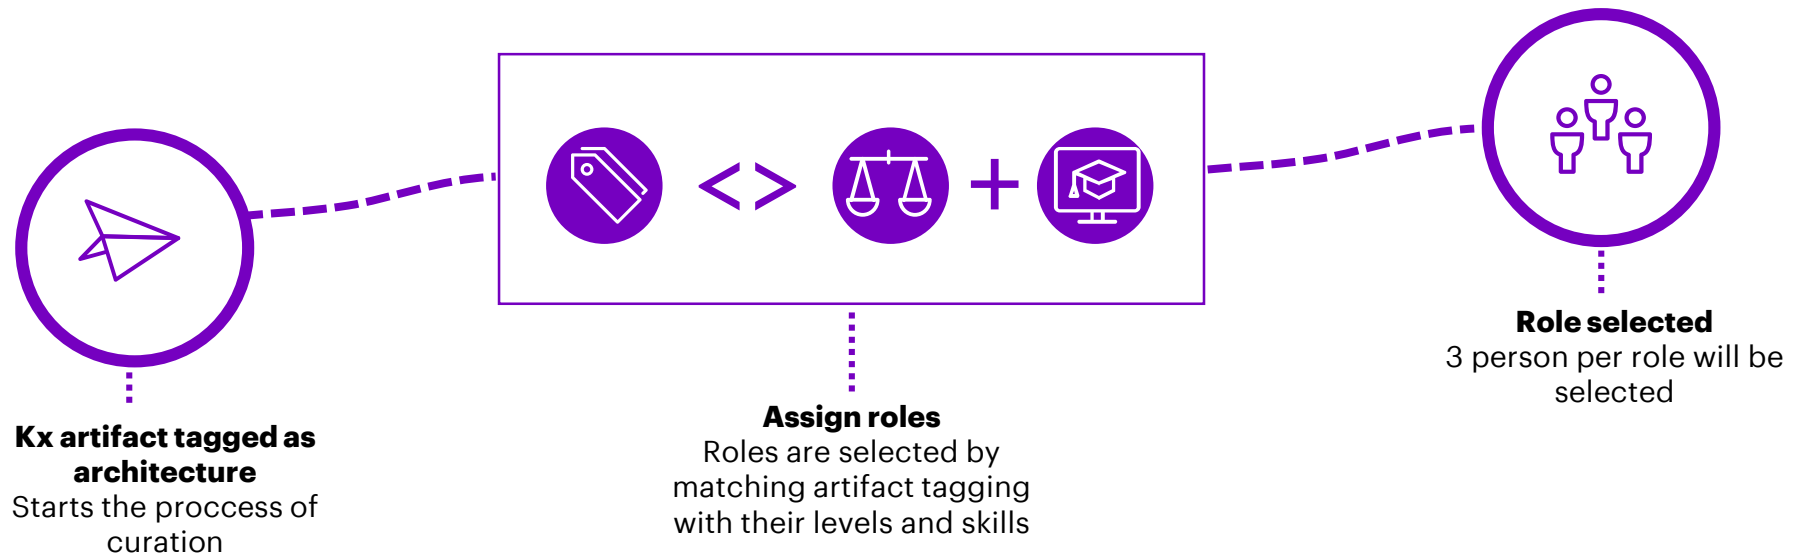 Kx artifact tagged as
architecture
Starts the proccess of
curation
< >
+
Assign roles
Roles are selected by
matching artifact tagging
with their levels and skills
Role selected
3 person per role will be
selected